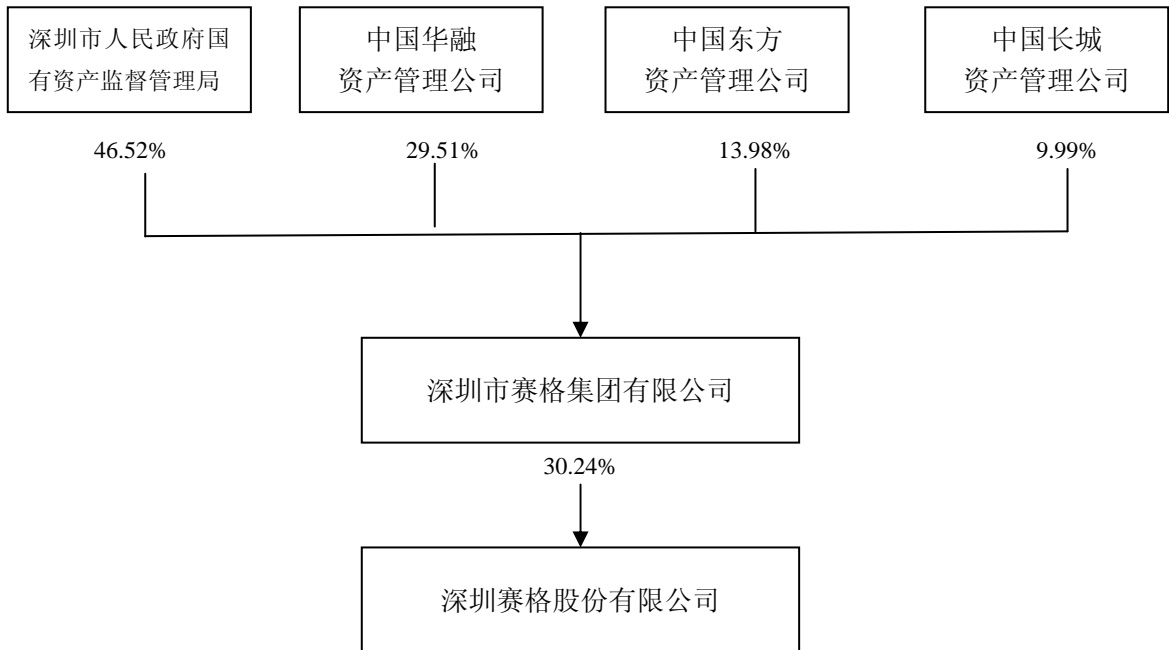 深圳市人民政府国
有资产监督管理局
中国华融
资产管理公司
中国东方
资产管理公司
中国长城
资产管理公司
46.52%
29.51%
13.98%
9.99%
深圳市赛格集团有限公司
30.24%
深圳赛格股份有限公司